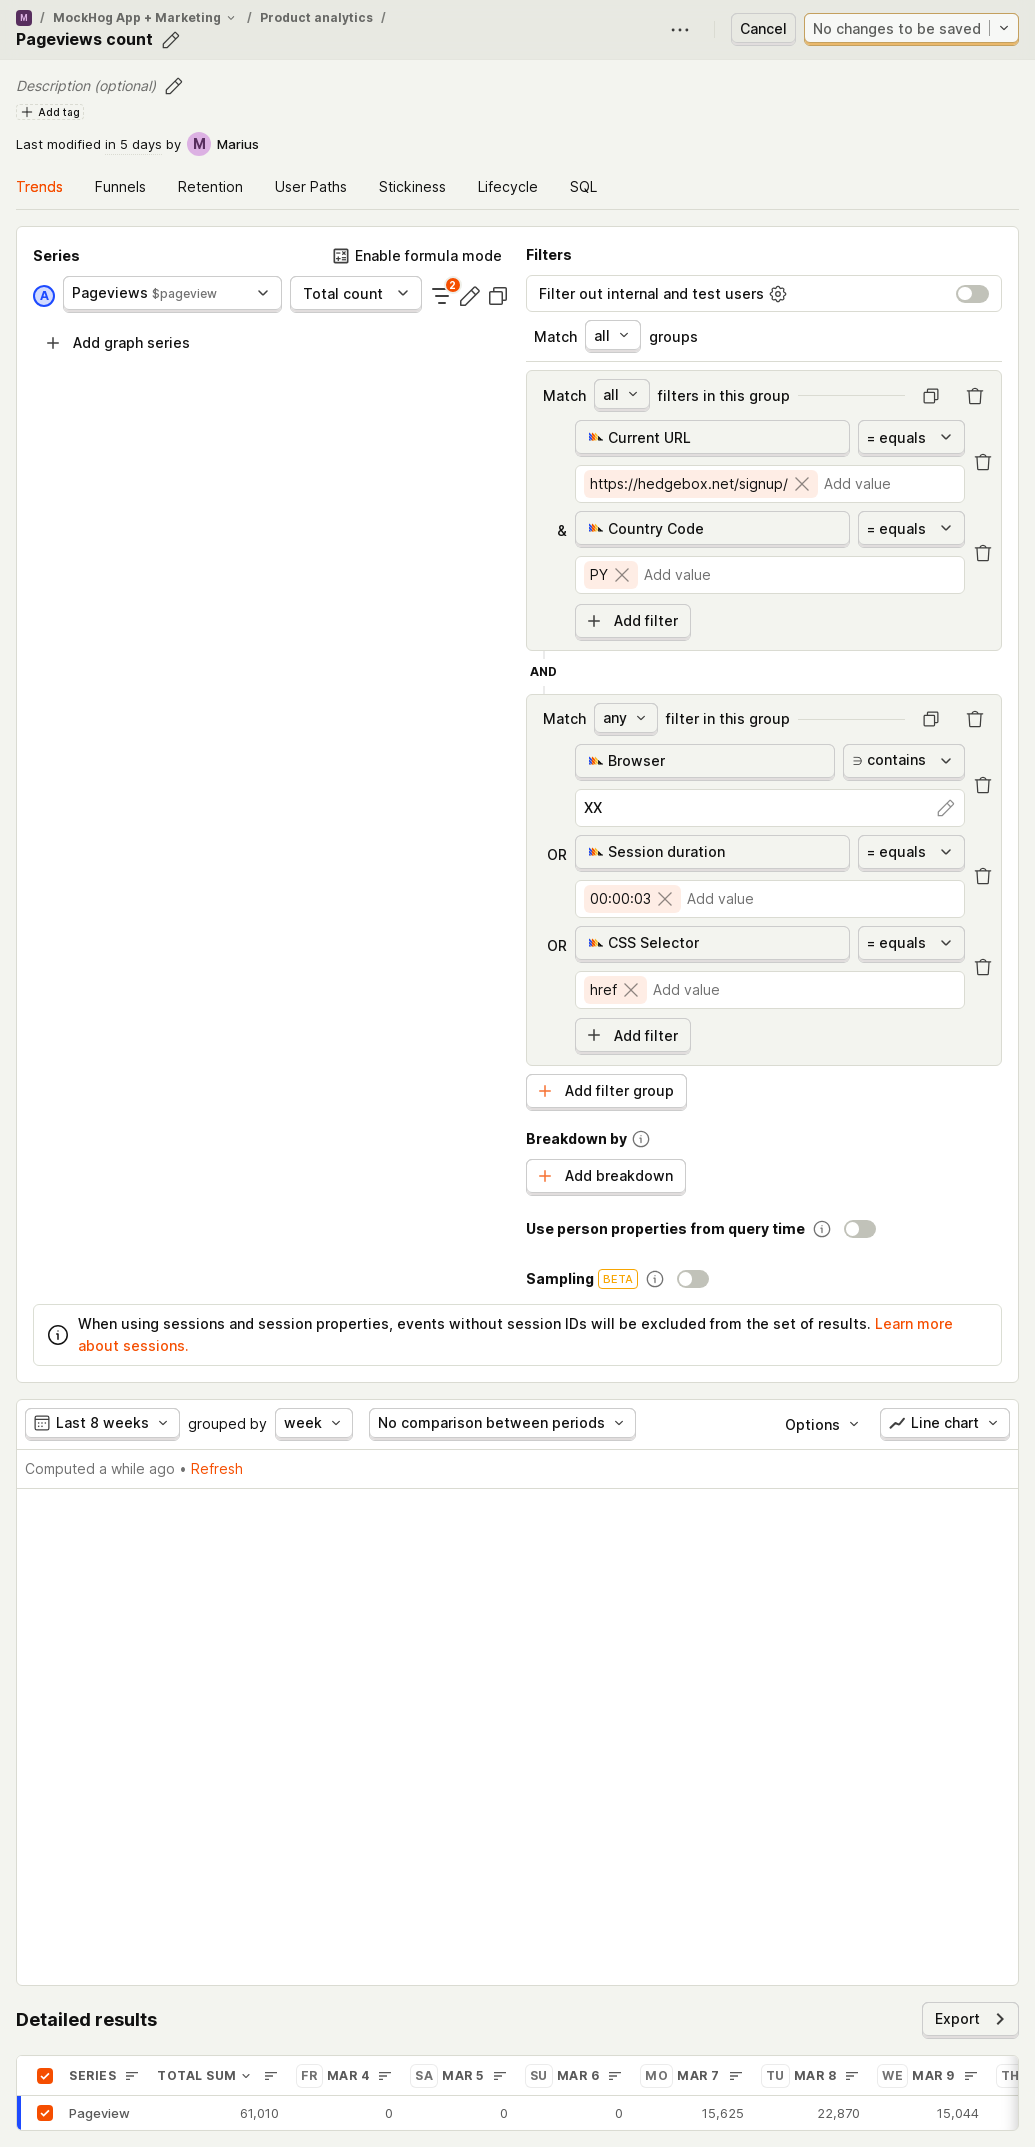 M / MockHog App + Marketing / Product analytics /
Pageviews count
Cancel
No changes to be saved
Description (optional)
Add tag
Last modified in 5 days by M Marius
Trends Funnels Retention User Paths Stickiness Lifecycle SQL
Series
Enable formula mode
A Pageviews $pageview Total count 2
Add graph series
Filters
Filter out internal and test users
Match all groups
Match all filters in this group
Current URL = equals
https://hedgebox.net/signup/ Add value
& Country Code = equals
PY Add value
Add filter
AND
Match any filter in this group
Browser ∋ contains
XX
OR Session duration = equals
00:00:03 Add value
OR CSS Selector = equals
href Add value
Add filter
Add filter group
Breakdown by
Add breakdown
Use person properties from query time
Sampling BETA
When using sessions and session properties, events without session IDs will be excluded from the set of results. Learn more
about sessions.
Last 8 weeks grouped by week No comparison between periods Options Line chart
Computed a while ago • Refresh
Detailed results
Export
SERIES TOTAL SUM FR MAR 4 SA MAR 5 SU MAR 6 MO MAR 7 TU MAR 8 WE MAR 9 TH
Pageview 61,010 0 0 0 15,625 22,870 15,044